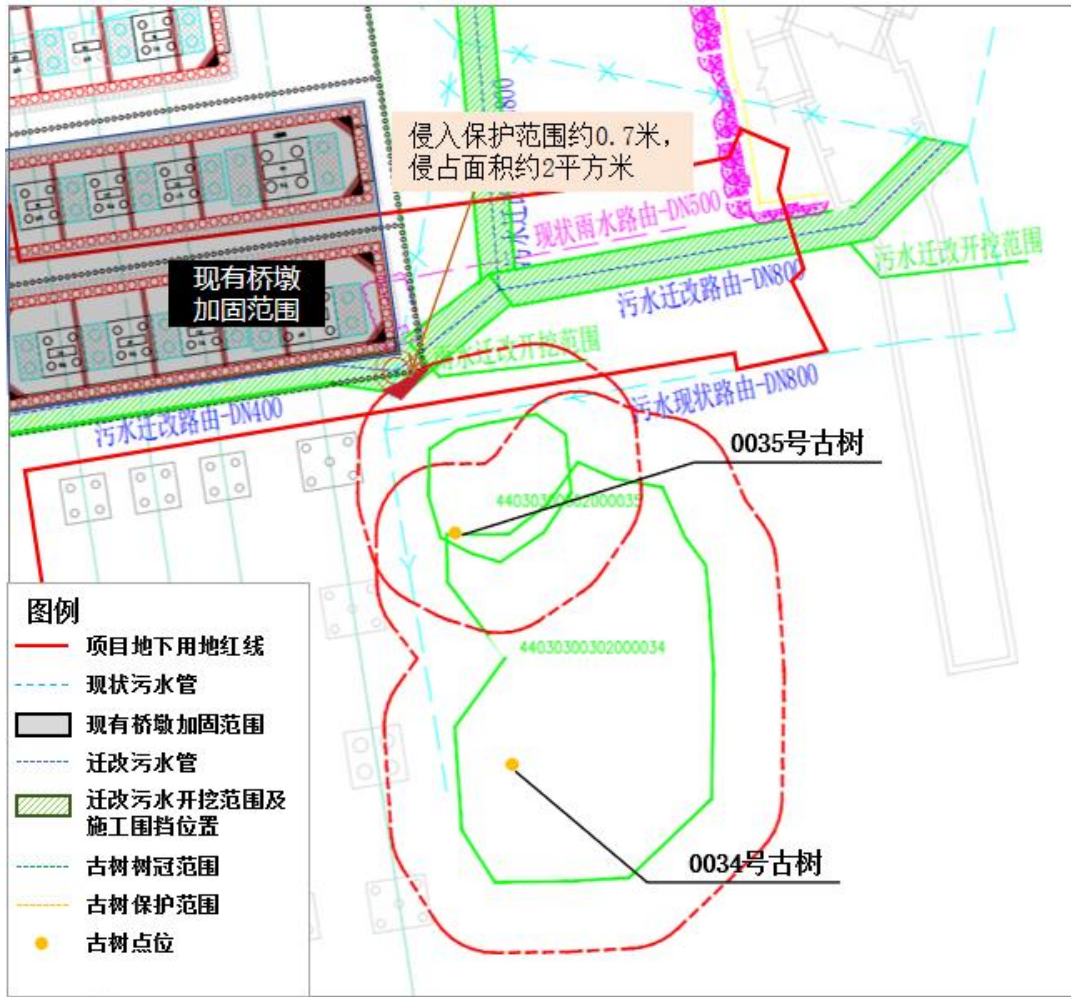 侵入保护范围约0.7米，
侵占面积约2平方米
现状雨水路由-DN500
污水迁改开挖范围
现有桥墩
加固范围
污水迁改路由-DN800
水迁改开挖范围
污水现状路由-DN800
污水迁改路由-DN400
0035号古树
44030300302000035
44030300302000034
0034号古树
图例
项目地下用地红线
现状污水管
现有桥墩加固范围
迁改污水管
迁改污水开挖范围及
施工围挡位置
古树树冠范围
古树保护范围
古树点位